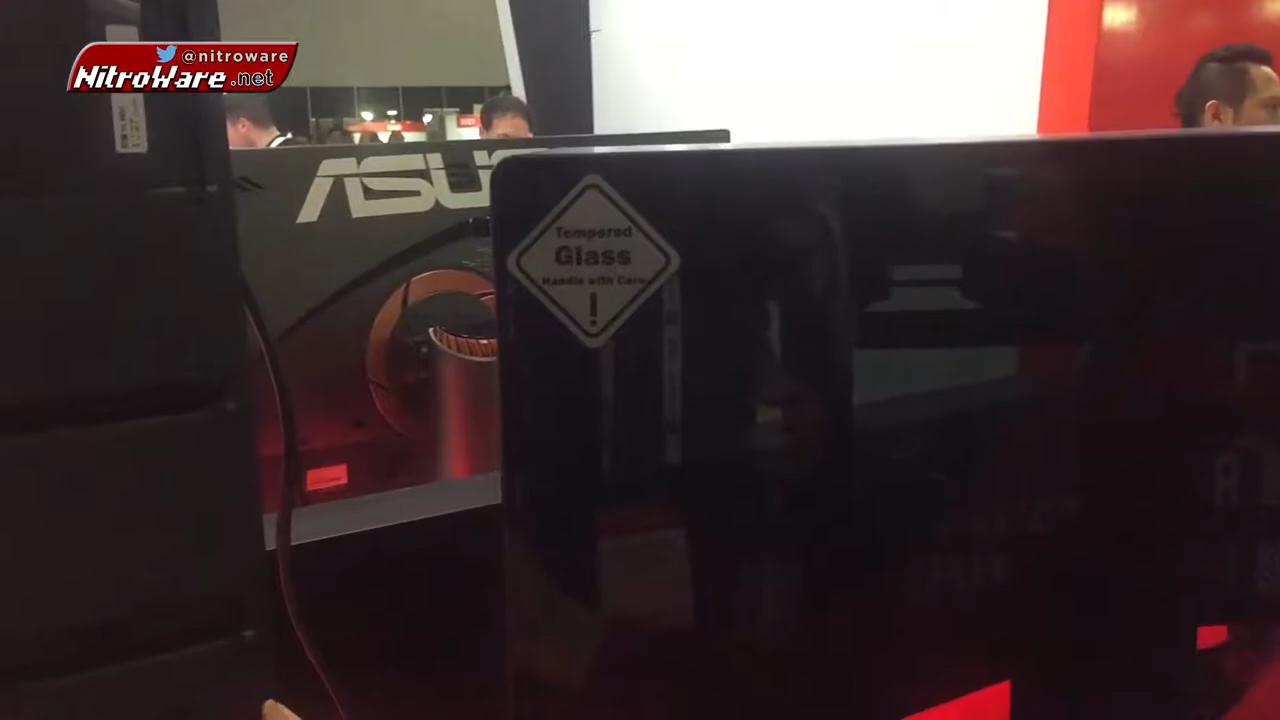 @nitroware
NitroWare.net
ASUS
Tempered
Glass
Handle with Care
!